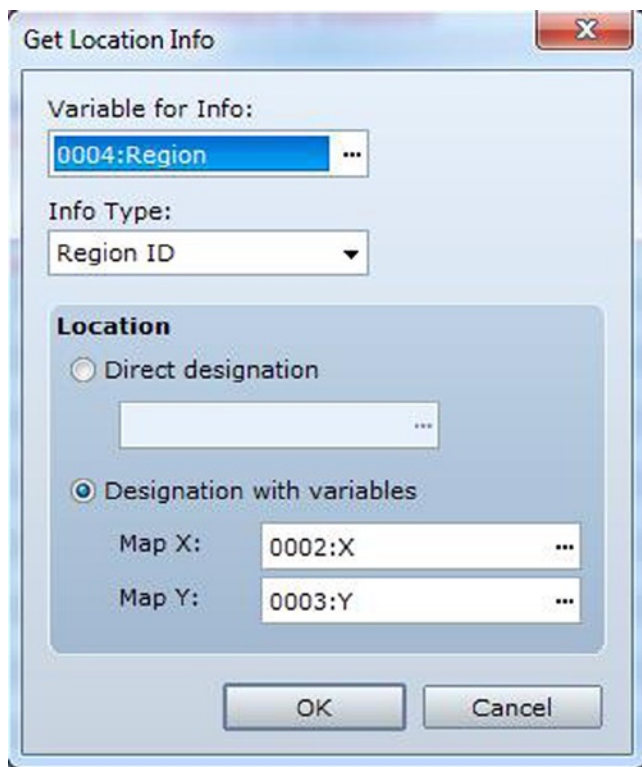 Get Location Info
Variable for Info:
0004:Region ...
Info Type:
Region ID
Location
Direct designation
...
Designation with variables
Map X: 0002:X ...
Map Y: 0003:Y ...
OK Cancel